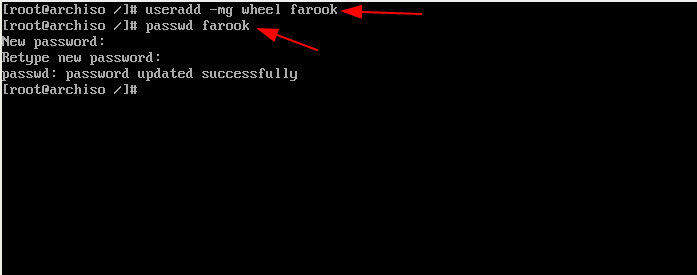 [root@archiso /]# useradd -mg wheel farook
[root@archiso /]# passwd farook
New password:
Retype new password:
passwd: password updated successfully
[root@archiso /]#